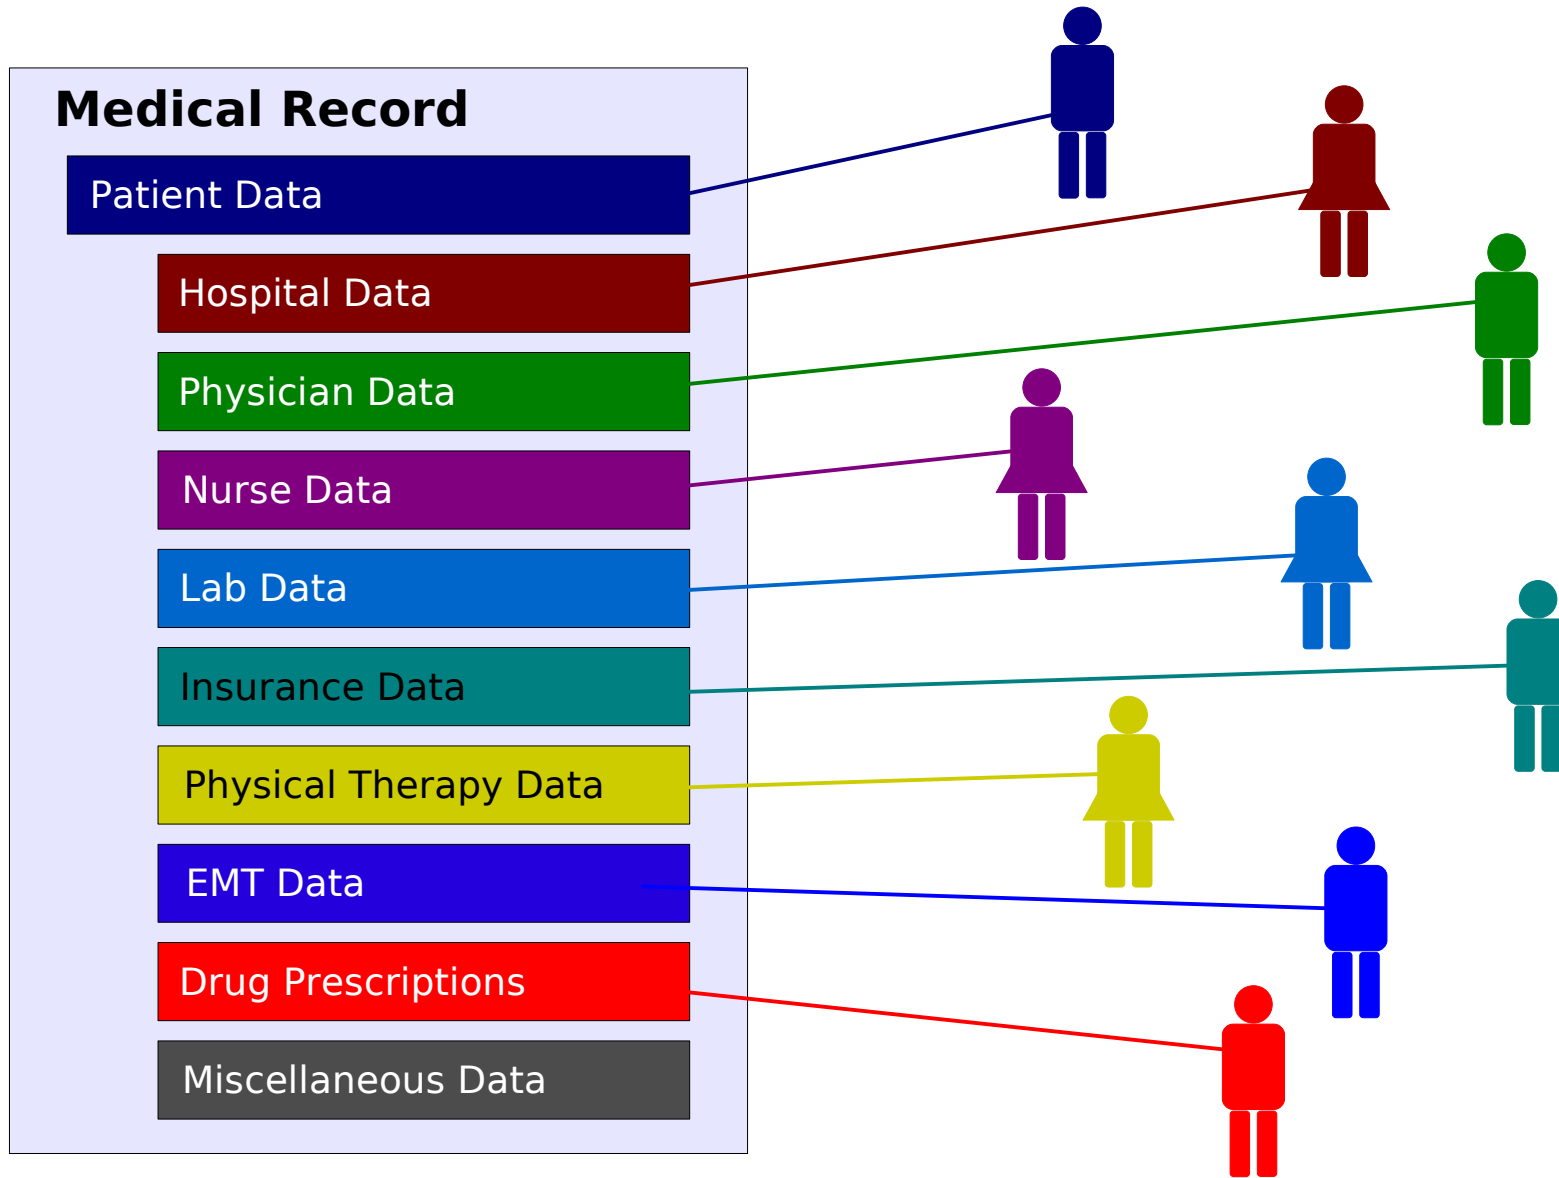 Medical Record
Patient Data
Hospital Data
Physician Data
Nurse Data
Lab Data
Insurance Data
Physical Therapy Data
EMT Data
Drug Prescriptions
Miscellaneous Data